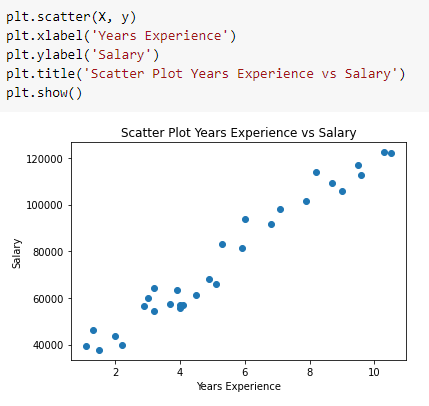 plt.scatter(X, y)
plt.xlabel('Years Experience')
plt.ylabel('Salary')
plt.title('Scatter Plot Years Experience vs Salary')
plt.show()
Scatter Plot Years Experience vs Salary
120000
100000
80000
60000
40000
Salary
2 4 6 8 10
Years Experience